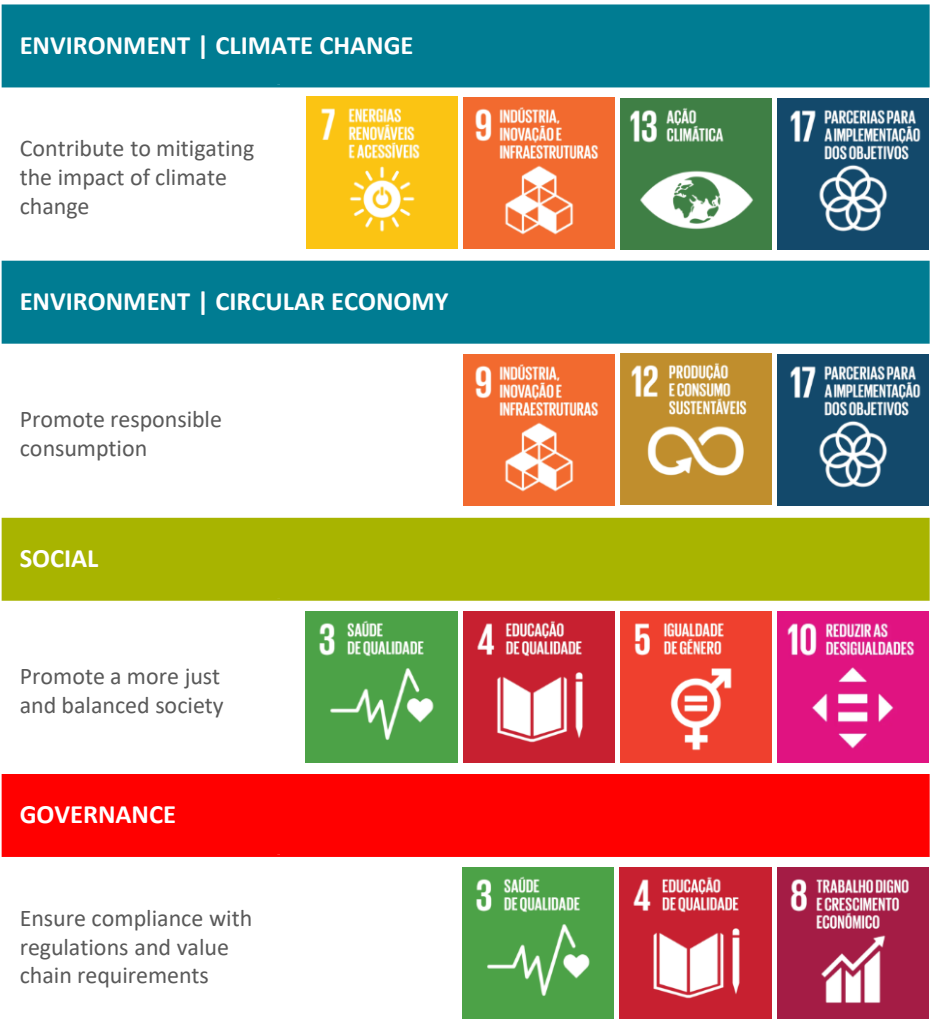 ENVIRONMENT | CLIMATE CHANGE
Contribute to mitigating
the impact of climate
change
7 ENERGIAS
RENOVÁVEIS
E ACESSÍVEIS
9 INDÚSTRIA,
INOVAÇÃO E
INFRAESTRUTURAS
13 AÇÃO
CLIMÁTICA
17 PARCERIAS PARA
A IMPLEMENTAÇÃO
DOS OBJETIVOS
ENVIRONMENT | CIRCULAR ECONOMY
Promote responsible
consumption
9 INDÚSTRIA,
INOVAÇÃO E
INFRAESTRUTURAS
12 PRODUÇÃO
E CONSUMO
SUSTENTÁVEIS
17 PARCERIAS PARA
A IMPLEMENTAÇÃO
DOS OBJETIVOS
SOCIAL
Promote a more just
and balanced society
3 SAÚDE
DE QUALIDADE
4 EDUCAÇÃO
DE QUALIDADE
5 IGUALDADE
DE GÉNERO
10 REDUZIR AS
DESIGUALDADES
GOVERNANCE
Ensure compliance with
regulations and value
chain requirements
3 SAÚDE
DE QUALIDADE
4 EDUCAÇÃO
DE QUALIDADE
8 TRABALHO DIGNO
E CRESCIMENTO
ECONÓMICO